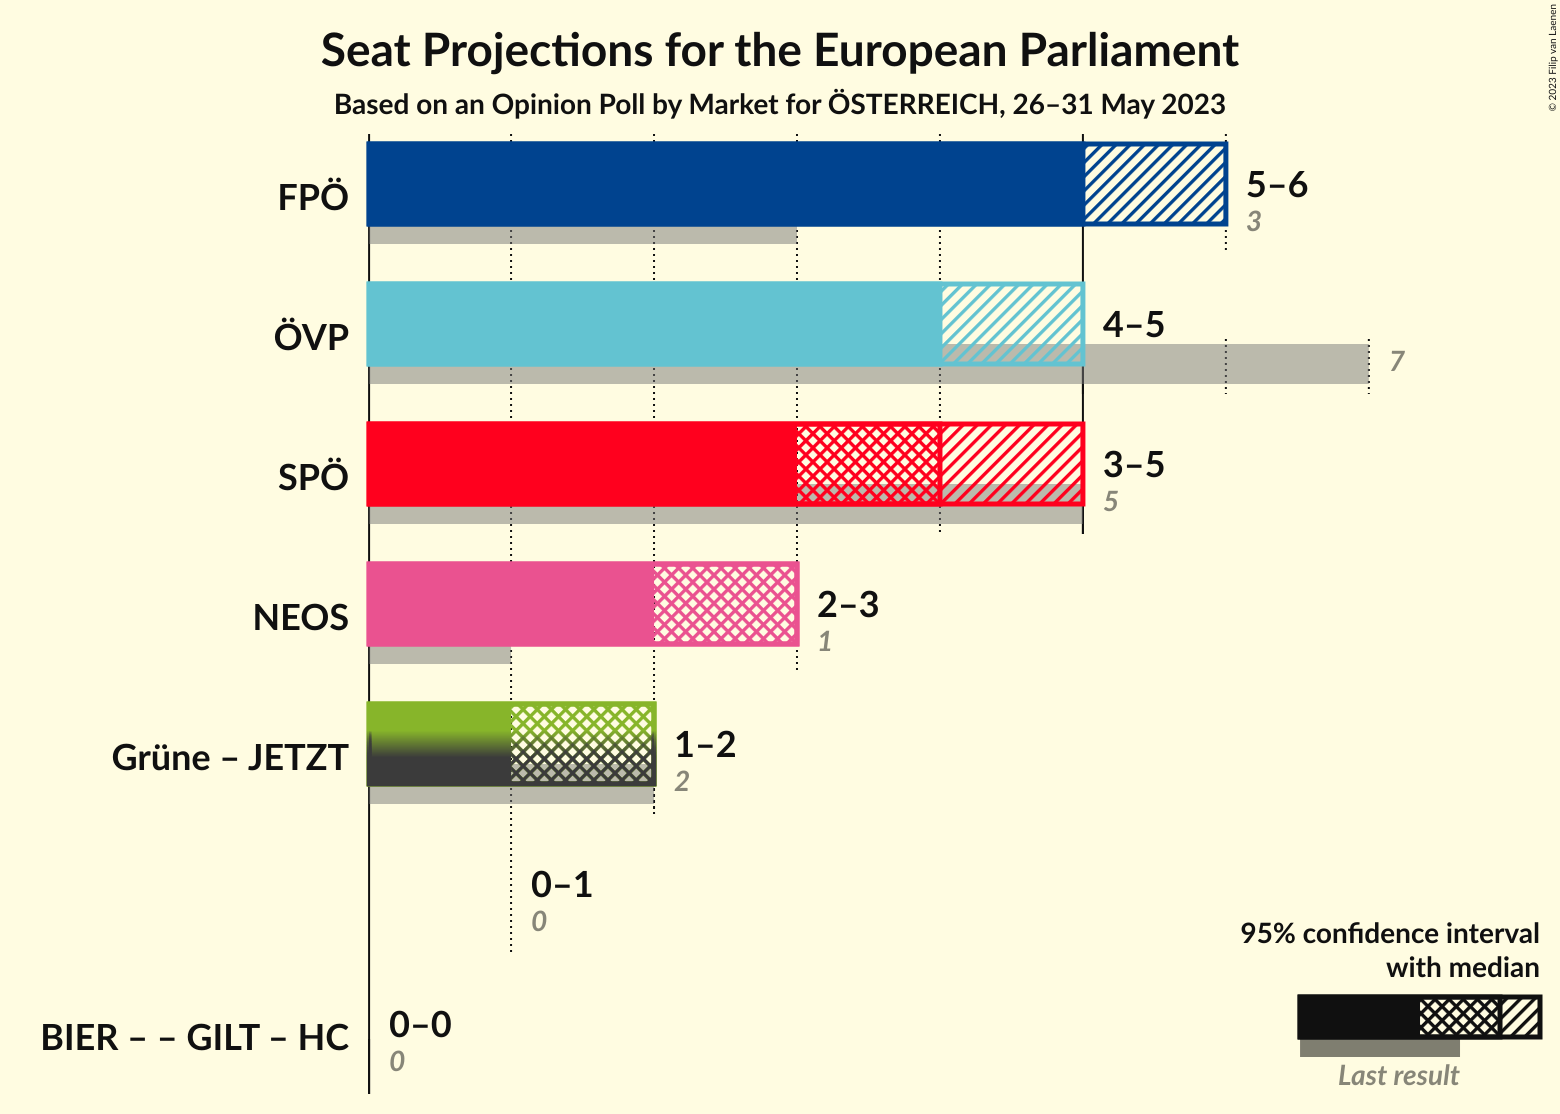 Seat Projections for the European Parliament
Based on an Opinion Poll by Market for ÖSTERREICH, 26–31 May 2023
© 2023 Filip van Laenen
FPÖ
5–6
3
ÖVP
4–5
7
SPÖ
3–5
5
NEOS
2–3
1
Grüne – JETZT
1–2
2
0–1
0
BIER – – GILT – HC
0–0
0
95% confidence interval
with median
Last result